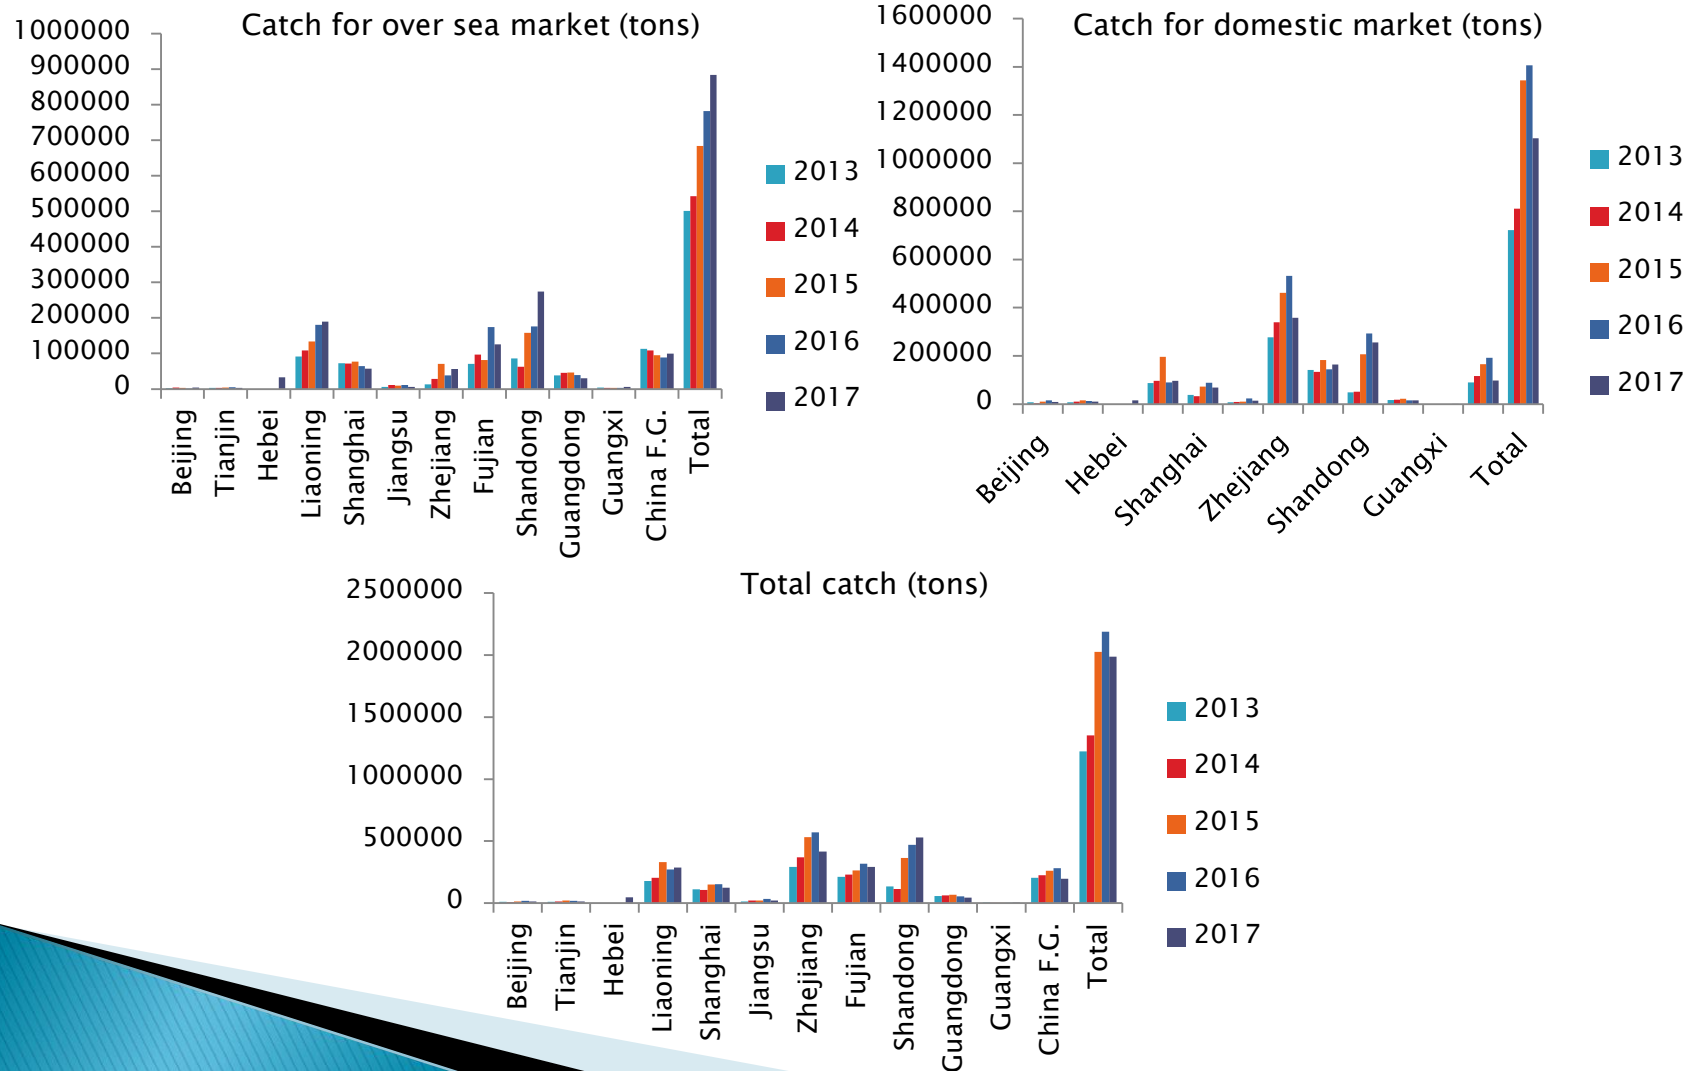 Catch for over sea market (tons)
1000000
900000
800000
700000
600000
500000
400000
300000
200000
100000
0
Beijing
Tianjin
Hebei
Liaoning
Shanghai
Jiangsu
Zhejiang
Fujian
Shandong
Guangdong
Guangxi
China F.G.
Total
2013
2014
2015
2016
2017
Catch for domestic market (tons)
1600000
1400000
1200000
1000000
800000
600000
400000
200000
0
Beijing
Hebei
Shanghai
Zhejiang
Shandong
Guangxi
Total
2013
2014
2015
2016
2017
Total catch (tons)
2500000
2000000
1500000
1000000
500000
0
Beijing
Tianjin
Hebei
Liaoning
Shanghai
Jiangsu
Zhejiang
Fujian
Shandong
Guangdong
Guangxi
China F.G.
Total
2013
2014
2015
2016
2017